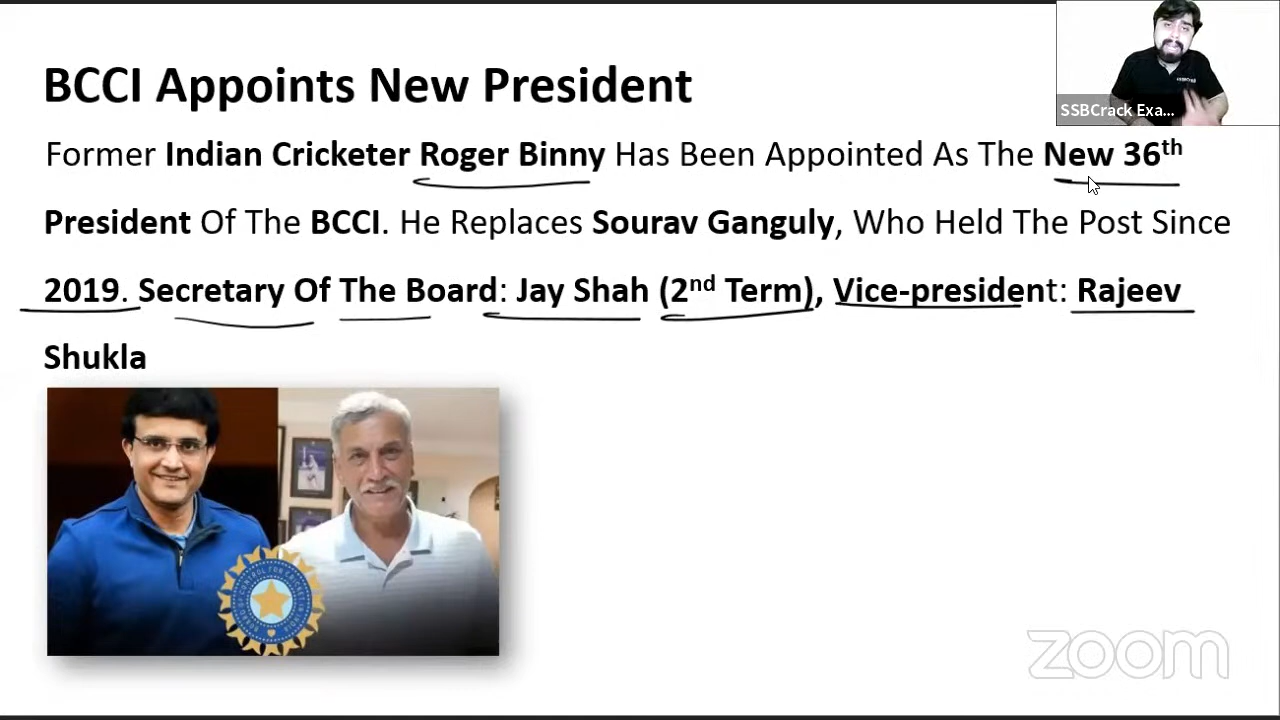 BCCI Appoints New President
SSBCrack Exa...
Former Indian Cricketer Roger Binny Has Been Appointed As The New 36th
President Of The BCCI. He Replaces Sourav Ganguly, Who Held The Post Since
2019. Secretary Of The Board: Jay Shah (2nd Term), Vice-president: Rajeev
Shukla
zoom